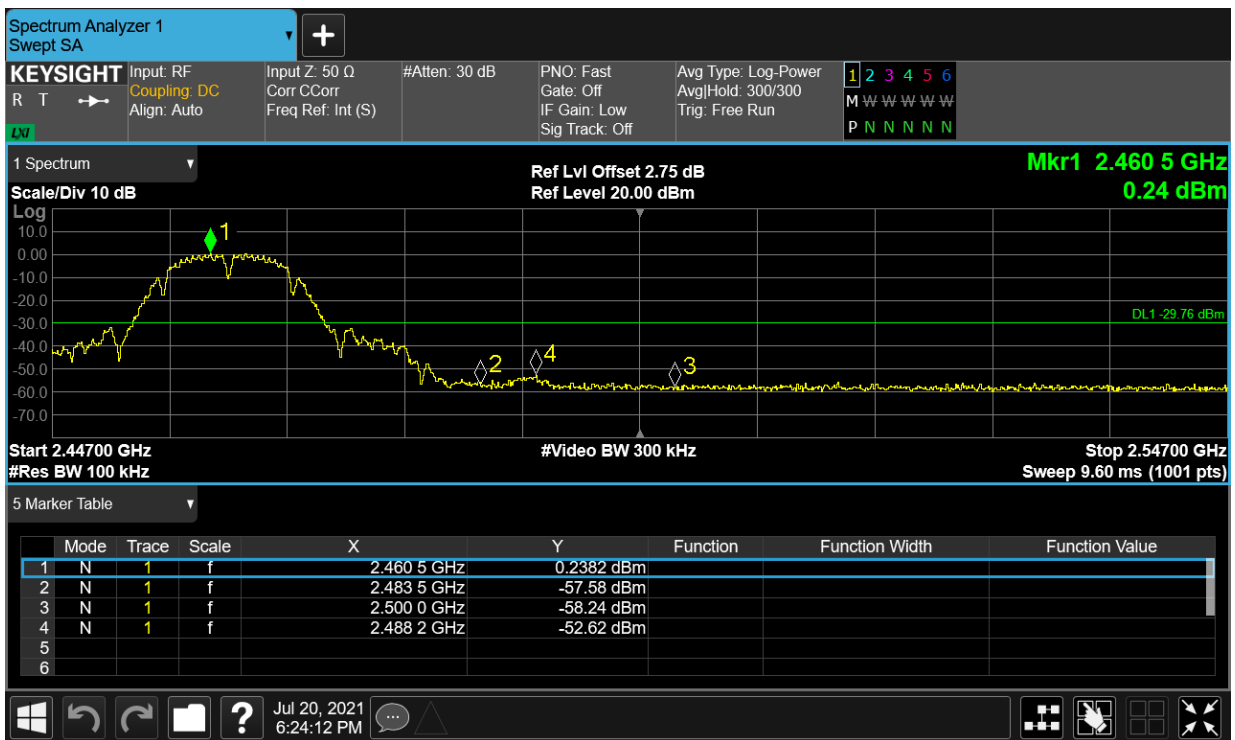 Spectrum Analyzer 1
Swept SA
KEYSIGHT
R T
LXI
Input: RF
Coupling: DC
Align: Auto
Input Z: 50 Ω
Corr CCorr
Freq Ref: Int (S)
#Atten: 30 dB
PNO: Fast
Gate: Off
IF Gain: Low
Sig Track: Off
Avg Type: Log-Power
Avg|Hold: 300/300
Trig: Free Run
1 2 3 4 5 6
M W W W W W
P N N N N N
1 Spectrum
Ref Lvl Offset 2.75 dB
Mkr1 2.460 5 GHz
Scale/Div 10 dB
Ref Level 20.00 dBm
0.24 dBm
Log
10.0
0.00
-10.0
-20.0
-30.0
-40.0
-50.0
-60.0
-70.0
1
DL1 -29.76 dBm
2
4
3
Start 2.44700 GHz
#Video BW 300 kHz
Stop 2.54700 GHz
#Res BW 100 kHz
Sweep 9.60 ms (1001 pts)
5 Marker Table
Mode Trace Scale X Y Function Function Width Function Value
1 N 1 f 2.460 5 GHz 0.2382 dBm
2 N 1 f 2.483 5 GHz -57.58 dBm
3 N 1 f 2.500 0 GHz -58.24 dBm
4 N 1 f 2.488 2 GHz -52.62 dBm
5
6
?
Jul 20, 2021
6:24:12 PM